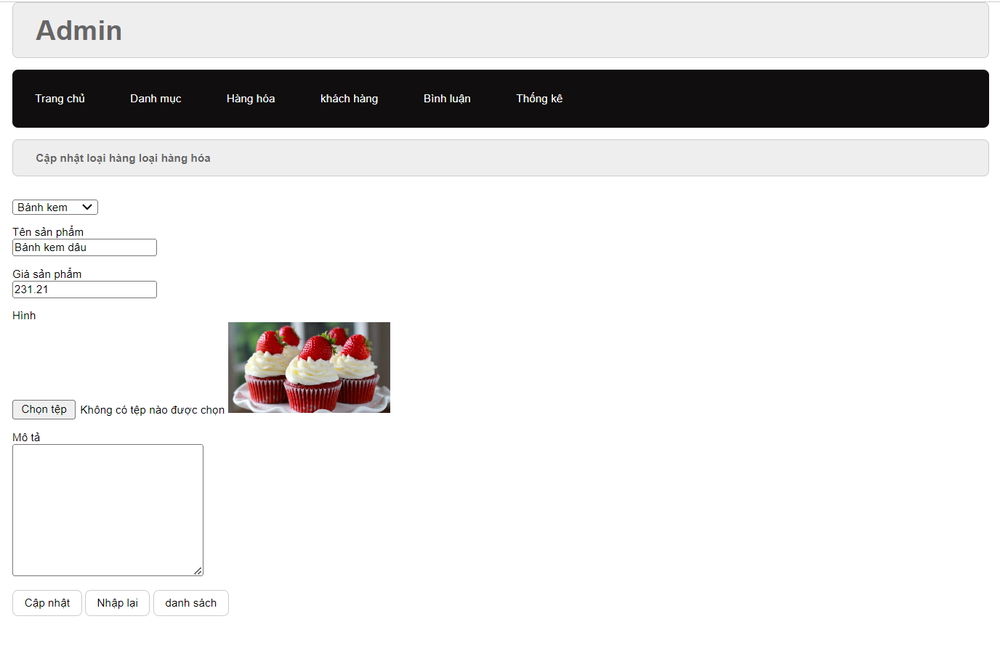 Admin
Trang chủ Danh mục Hàng hóa khách hàng Bình luận Thống kê
Cập nhật loại hàng loại hàng hóa
Bánh kem
Tên sản phẩm
Bánh kem dâu
Giá sản phẩm
231.21
Hình
Chọn tệp Không có tệp nào được chọn
Mô tả
Cập nhật Nhập lại danh sách